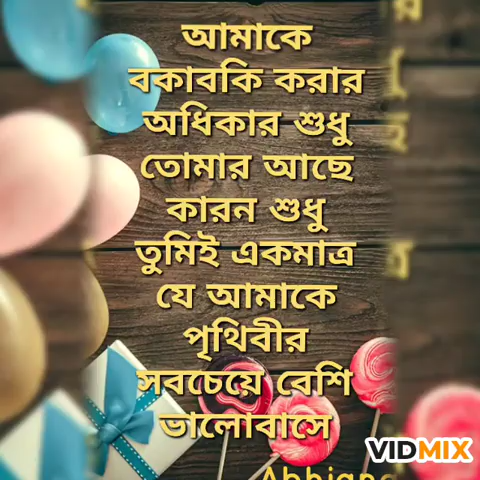 আমাকে
বকাবকি করার
অধিকার শুধু
তোমার আছে
কারন শুধু
তুমিই একমাত্র
যে আমাকে
পৃথিবীর
সবচেয়ে বেশি
ভালোবাসে
VIDMIX